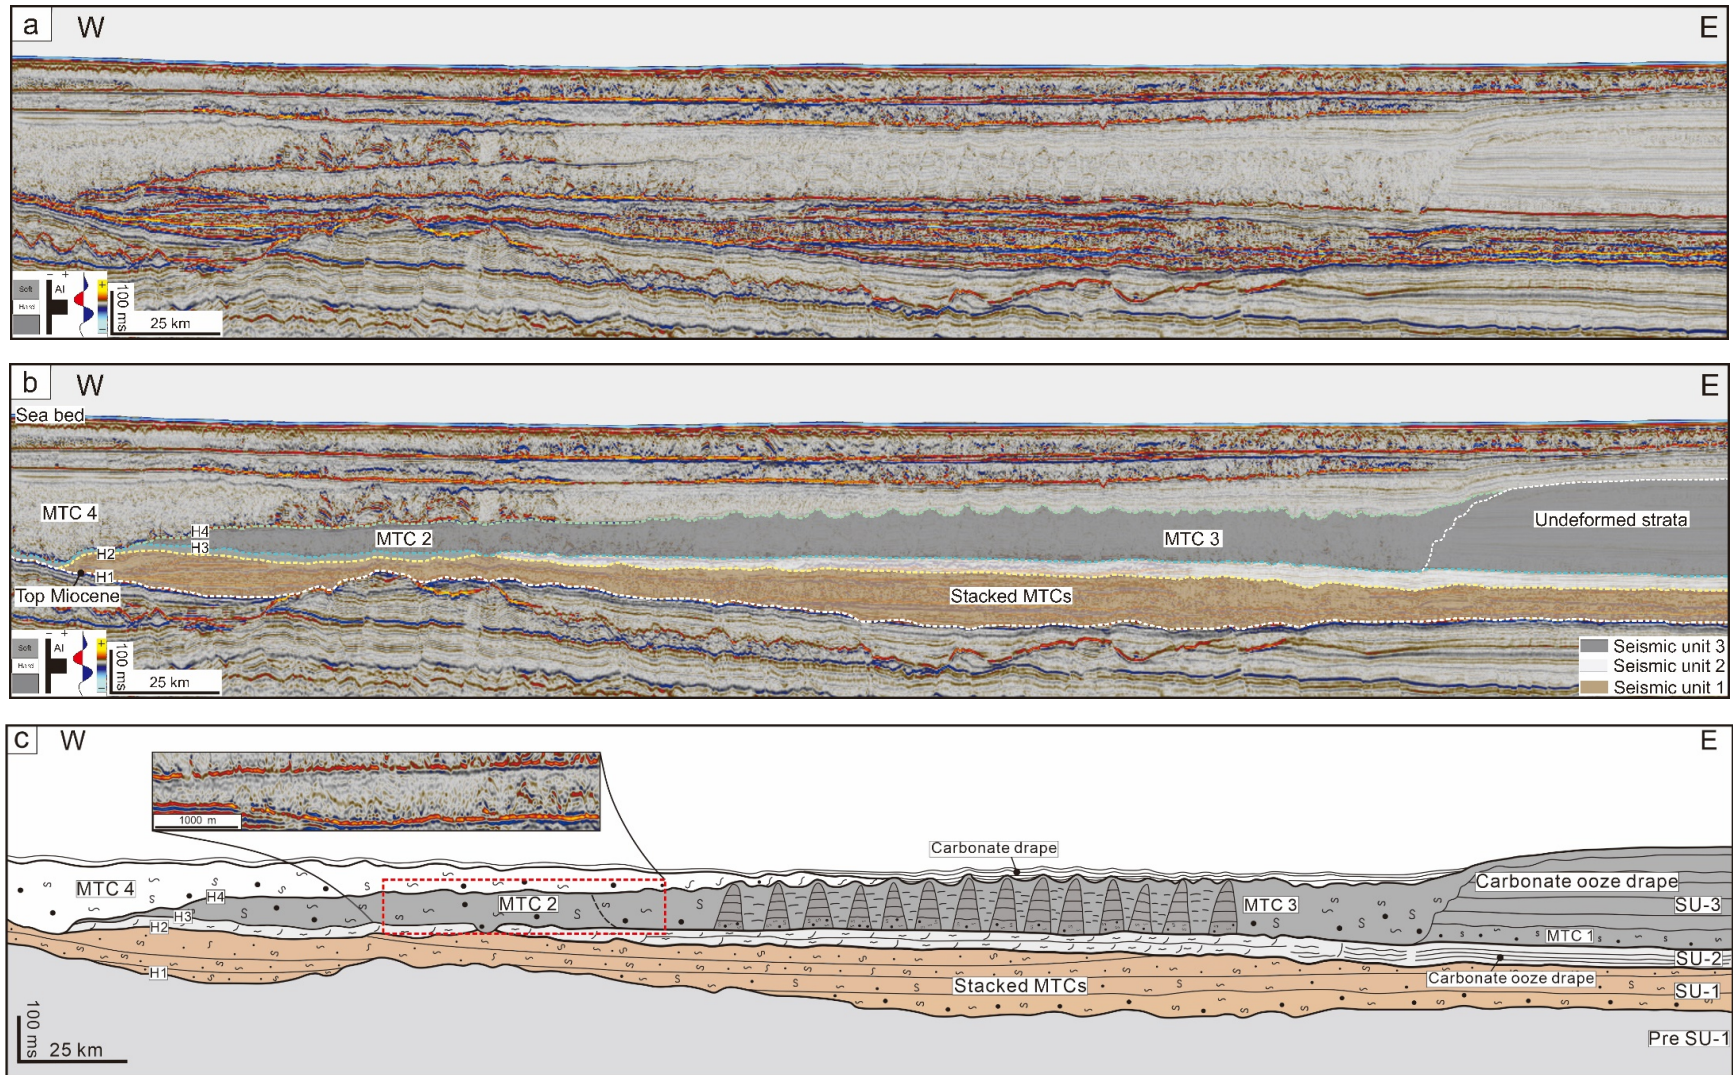 a
W
E
Soft
Hard
- +
AI
+
-
100 ms
25 km
b
W
E
Sea bed
MTC 4
H4
H3
H2
H1
MTC 2
MTC 3
Undeformed strata
Top Miocene
Stacked MTCs
Soft
Hard
- +
AI
+
-
100 ms
25 km
Seismic unit 3
Seismic unit 2
Seismic unit 1
c
W
E
1000 m
Carbonate drape
MTC 4
H4
H3
H2
H1
MTC 2
MTC 3
Carbonate ooze drape
SU-3
MTC 1
SU-2
Carbonate ooze drape
Stacked MTCs
SU-1
Pre SU-1
100 ms
25 km